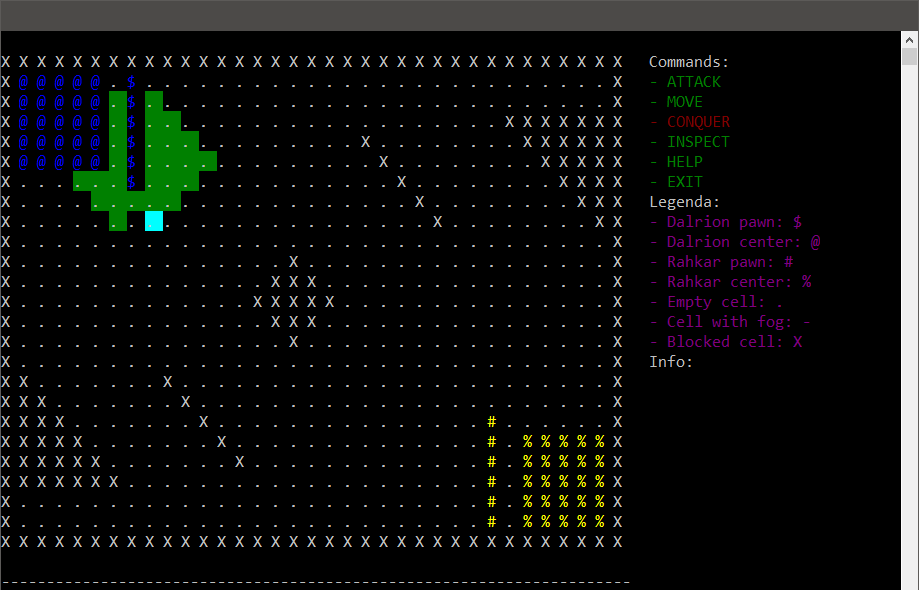 X X X X X X X X X X X X X X X X X X X X X X X X X X X X X X X X X X X   Commands:
X @ @ @ @ @ . $ . . . . . . . . . . . . . . . . . . . . . . . . . . X   - ATTACK
X @ @ @ @ @ . $ . . . . . . . . . . . . . . . . . . . . . . . . . . X   - MOVE
X @ @ @ @ @ . $ . . . . . . . . . . . . . . . . . . . . X X X X X X X   - CONQUER
X @ @ @ @ @ . $ . . . . . . . . . . . . X . . . . . . . . X X X X X X   - INSPECT
X @ @ @ @ @ . $ . . . . . . . . . . . . . X . . . . . . . . X X X X X   - HELP
X . . . . . . $ . . . . . . . . . . . . . . X . . . . . . . . X X X X   - EXIT
X . . . . . . . . . . . . . . . . . . . . . . X . . . . . . . . X X X   Legenda:
X . . . . . . . . . . . . . . . . . . . . . . . X . . . . . . . . X X   - Dalrion pawn: $
X . . . . . . . . . . . . . . . . . . . . . . . . . . . . . . . . . X   - Dalrion center: @
X . . . . . . . . . . . . . . . X . . . . . . . . . . . . . . . . . X   - Rahkar pawn: #
X . . . . . . . . . . . . . . X X X . . . . . . . . . . . . . . . . X   - Rahkar center: %
X . . . . . . . . . . . . . X X X X X . . . . . . . . . . . . . . . X   - Empty cell: .
X . . . . . . . . . . . . . . X X X . . . . . . . . . . . . . . . . X   - Cell with fog: -
X . . . . . . . . . . . . . . . X . . . . . . . . . . . . . . . . . X   - Blocked cell: X
X . . . . . . . . . . . . . . . . . . . . . . . . . . . . . . . . . X   Info:
X X . . . . . . . X . . . . . . . . . . . . . . . . . . . . . . . . X
X X X . . . . . . . X . . . . . . . . . . . . . . . . . . . . . . . X
X X X X . . . . . . . X . . . . . . . . . . . . . . . # . . . . . . X
X X X X X . . . . . . . X . . . . . . . . . . . . . . # . % % % % % X
X X X X X X . . . . . . . X . . . . . . . . . . . . . # . % % % % % X
X X X X X X X . . . . . . . . . . . . . . . . . . . . # . % % % % % X
X . . . . . . . . . . . . . . . . . . . . . . . . . . # . % % % % % X
X . . . . . . . . . . . . . . . . . . . . . . . . . . # . % % % % % X
X X X X X X X X X X X X X X X X X X X X X X X X X X X X X X X X X X X
----------------------------------------------------------------------